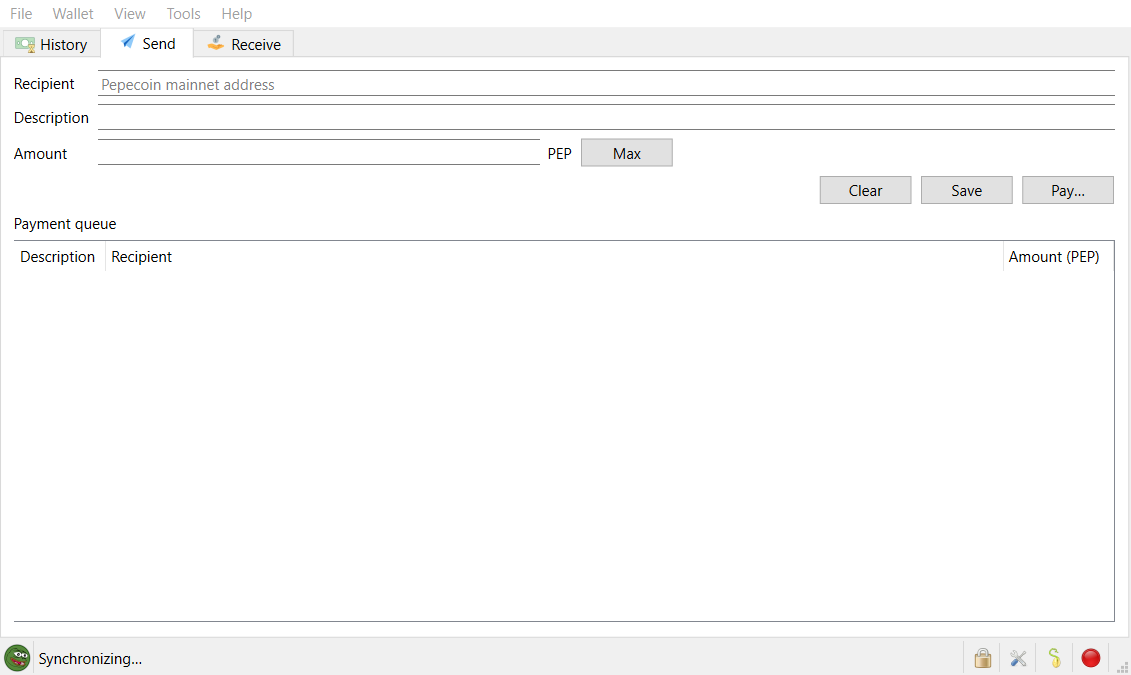 File Wallet View Tools Help
History Send Receive
Recipient Pepecoin mainnet address
Description
Amount PEP Max
Clear Save Pay...
Payment queue
Description Recipient Amount (PEP)
Synchronizing...